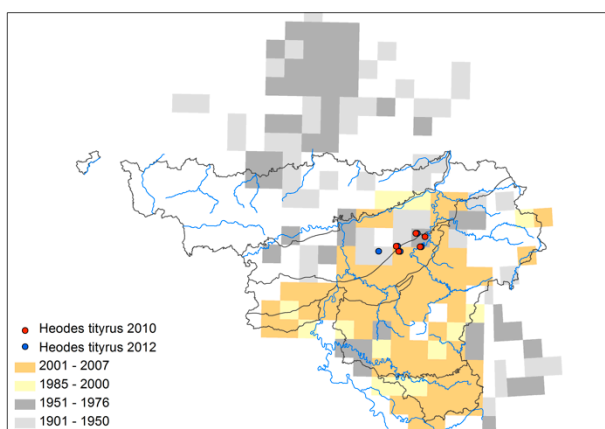 Heodes tityrus 2010
Heodes tityrus 2012
2001 - 2007
1985 - 2000
1951 - 1976
1901 - 1950